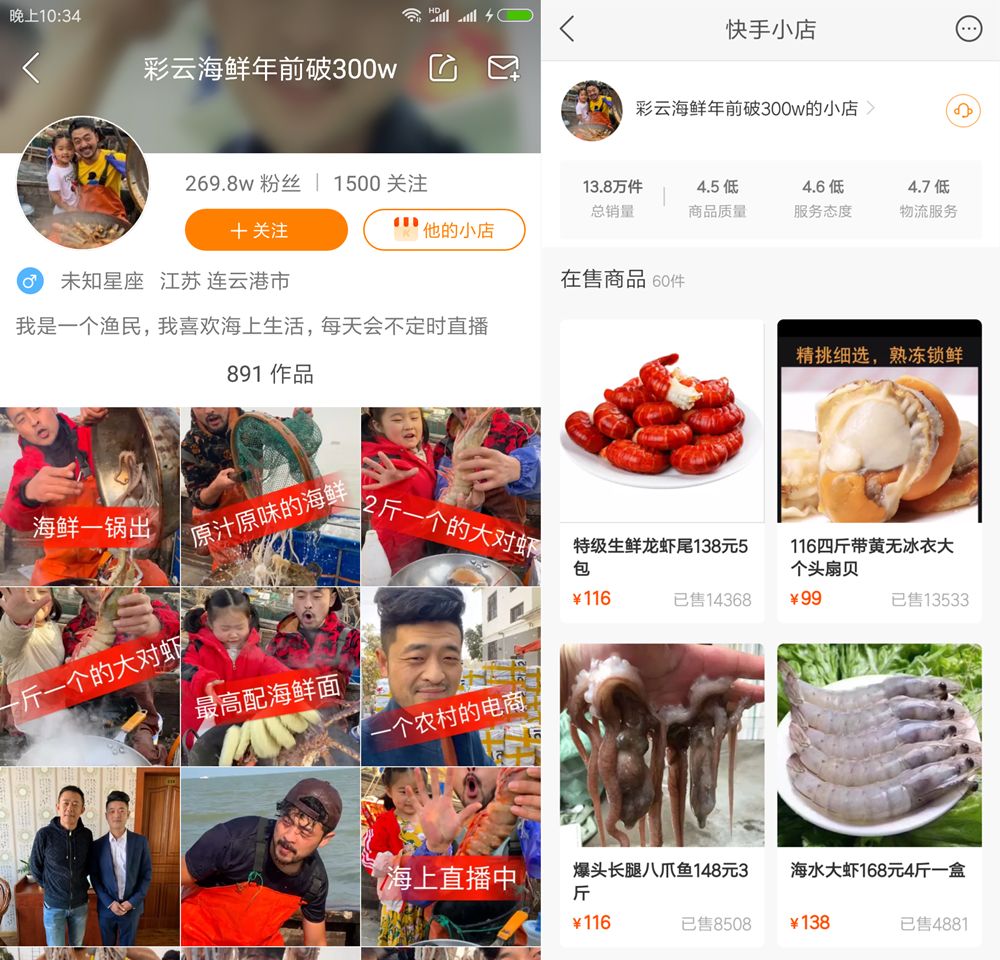 晚上10:34
HD
彩云海鲜年前破300w
269.8w 粉丝 | 1500 关注
+ 关注
他的小店
未知星座 江苏 连云港市
我是一个渔民，我喜欢海上生活，每天会不定时直播
891 作品
海鲜一锅出
原汁原味的海鲜
2斤一个的大对虾
一斤一个的大对虾
最高配海鲜面
一个农村的电商
海上直播中
快手小店
彩云海鲜年前破300w的小店
13.8万件 | 4.5 低 4.6 低 4.7 低
总销量 商品质量 服务态度 物流服务
在售商品 60件
精挑细选，熟冻锁鲜
特级生鲜龙虾尾138元5
包
¥116 已售14368
116四斤带黄无冰衣大
个头扇贝
¥99 已售13533
爆头长腿八爪鱼148元3
斤
¥116 已售8508
海水大虾168元4斤一盒
¥138 已售4881